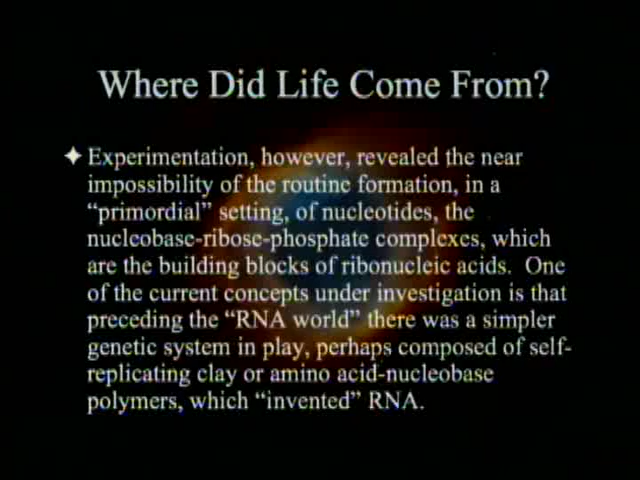 Where Did Life Come From?
Experimentation, however, revealed the near
impossibility of the routine formation, in a
“primordial” setting, of nucleotides, the
nucleobase-ribose-phosphate complexes, which
are the building blocks of ribonucleic acids.  One
of the current concepts under investigation is that
preceding the “RNA world” there was a simpler
genetic system in play, perhaps composed of self-
replicating clay or amino acid-nucleobase
polymers, which “invented” RNA.